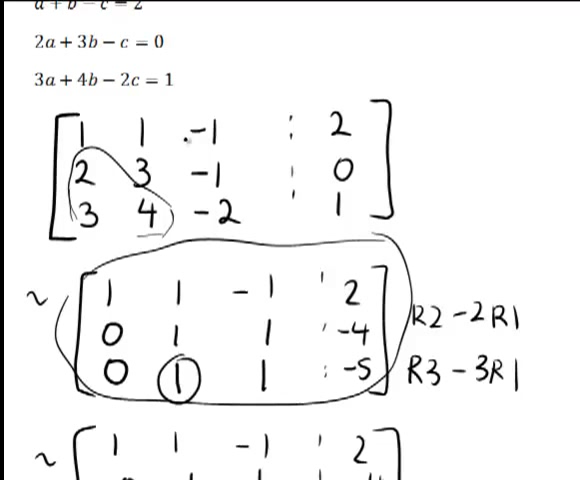 a + b − c = 2
2a + 3b − c = 0
3a + 4b − 2c = 1
1 1 -1 : 2
2 3 -1 : 0
3 4 -2 ' 1
~ 1 1 -1 ' 2
0 1 1 ' -4 R2 - 2R1
0 1 1 : -5 R3 - 3R1
~ 1 1 -1 ' 2